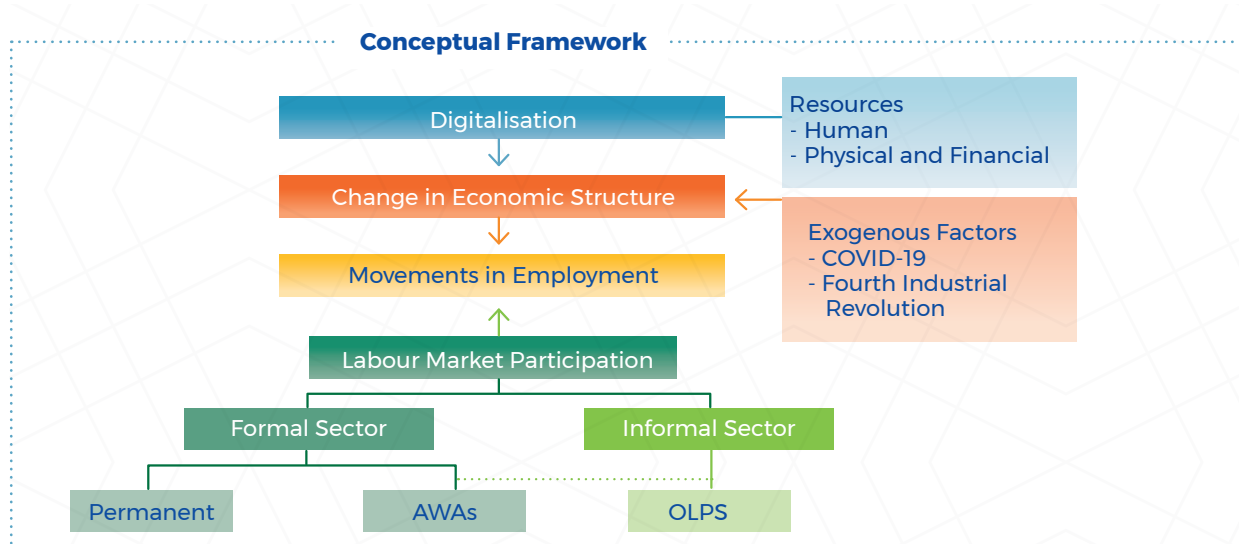 Conceptual Framework
Digitalisation
Resources
- Human
- Physical and Financial
Change in Economic Structure
Exogenous Factors
- COVID-19
- Fourth Industrial
Revolution
Movements in Employment
Labour Market Participation
Formal Sector
Informal Sector
Permanent
AWAs
OLPS